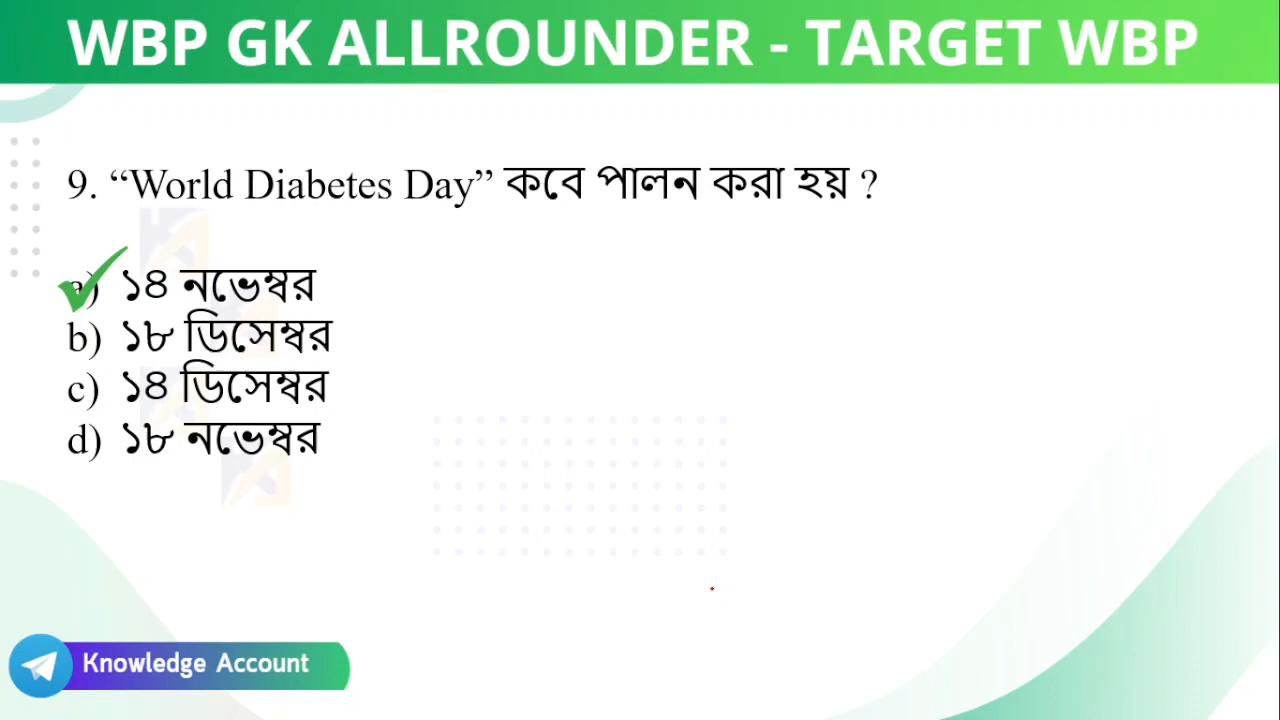 WBP GK ALLROUNDER - TARGET WBP
9. “World Diabetes Day” কবে পালন করা হয় ?
a) ১৪ নভেম্বর
b) ১৮ ডিসেম্বর
c) ১৪ ডিসেম্বর
d) ১৮ নভেম্বর
Knowledge Account